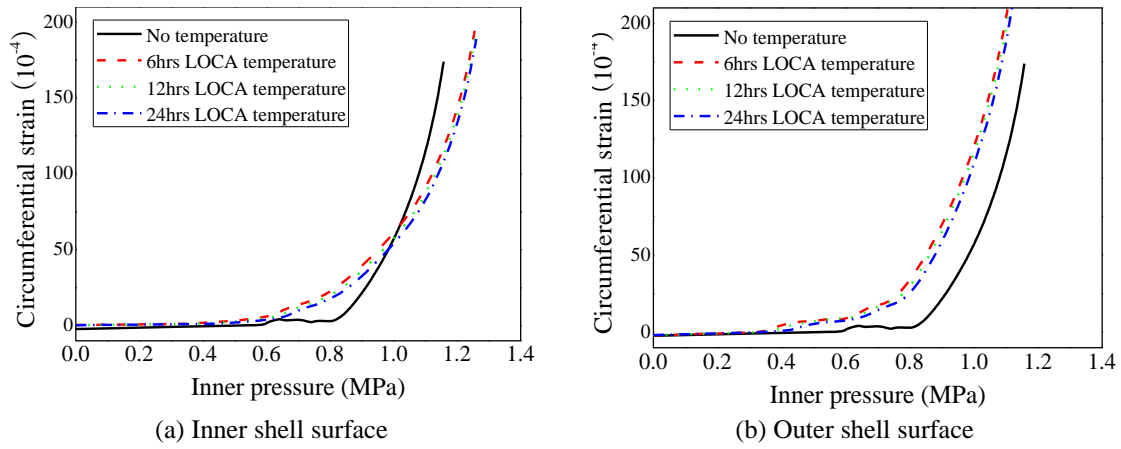 200
150
100
50
0
0.0 0.2 0.4 0.6 0.8 1.0 1.2 1.4
Circumferential strain (10⁻⁴)
Inner pressure (MPa)
No temperature
6hrs LOCA temperature
12hrs LOCA temperature
24hrs LOCA temperature
(a) Inner shell surface
200
150
100
50
0
0.0 0.2 0.4 0.6 0.8 1.0 1.2 1.4
Circumferential strain (10⁻⁴)
Inner pressure (MPa)
No temperature
6hrs LOCA temperature
12hrs LOCA temperature
24hrs LOCA temperature
(b) Outer shell surface